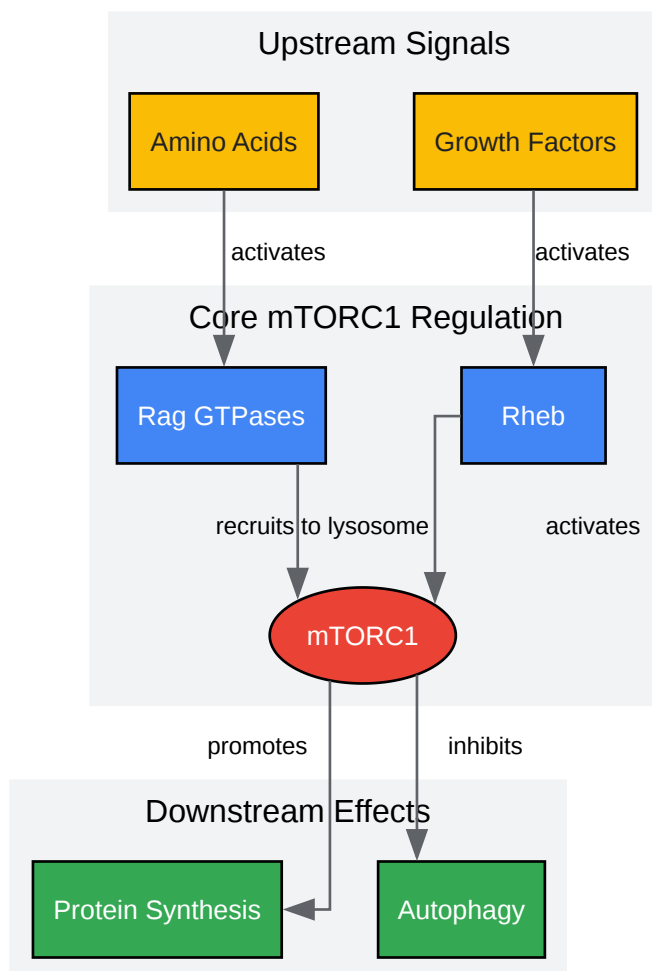 Upstream Signals
Amino Acids
Growth Factors
activates
activates
Core mTORC1 Regulation
Rag GTPases
Rheb
recruits to lysosome
activates
mTORC1
promotes
inhibits
Downstream Effects
Protein Synthesis
Autophagy